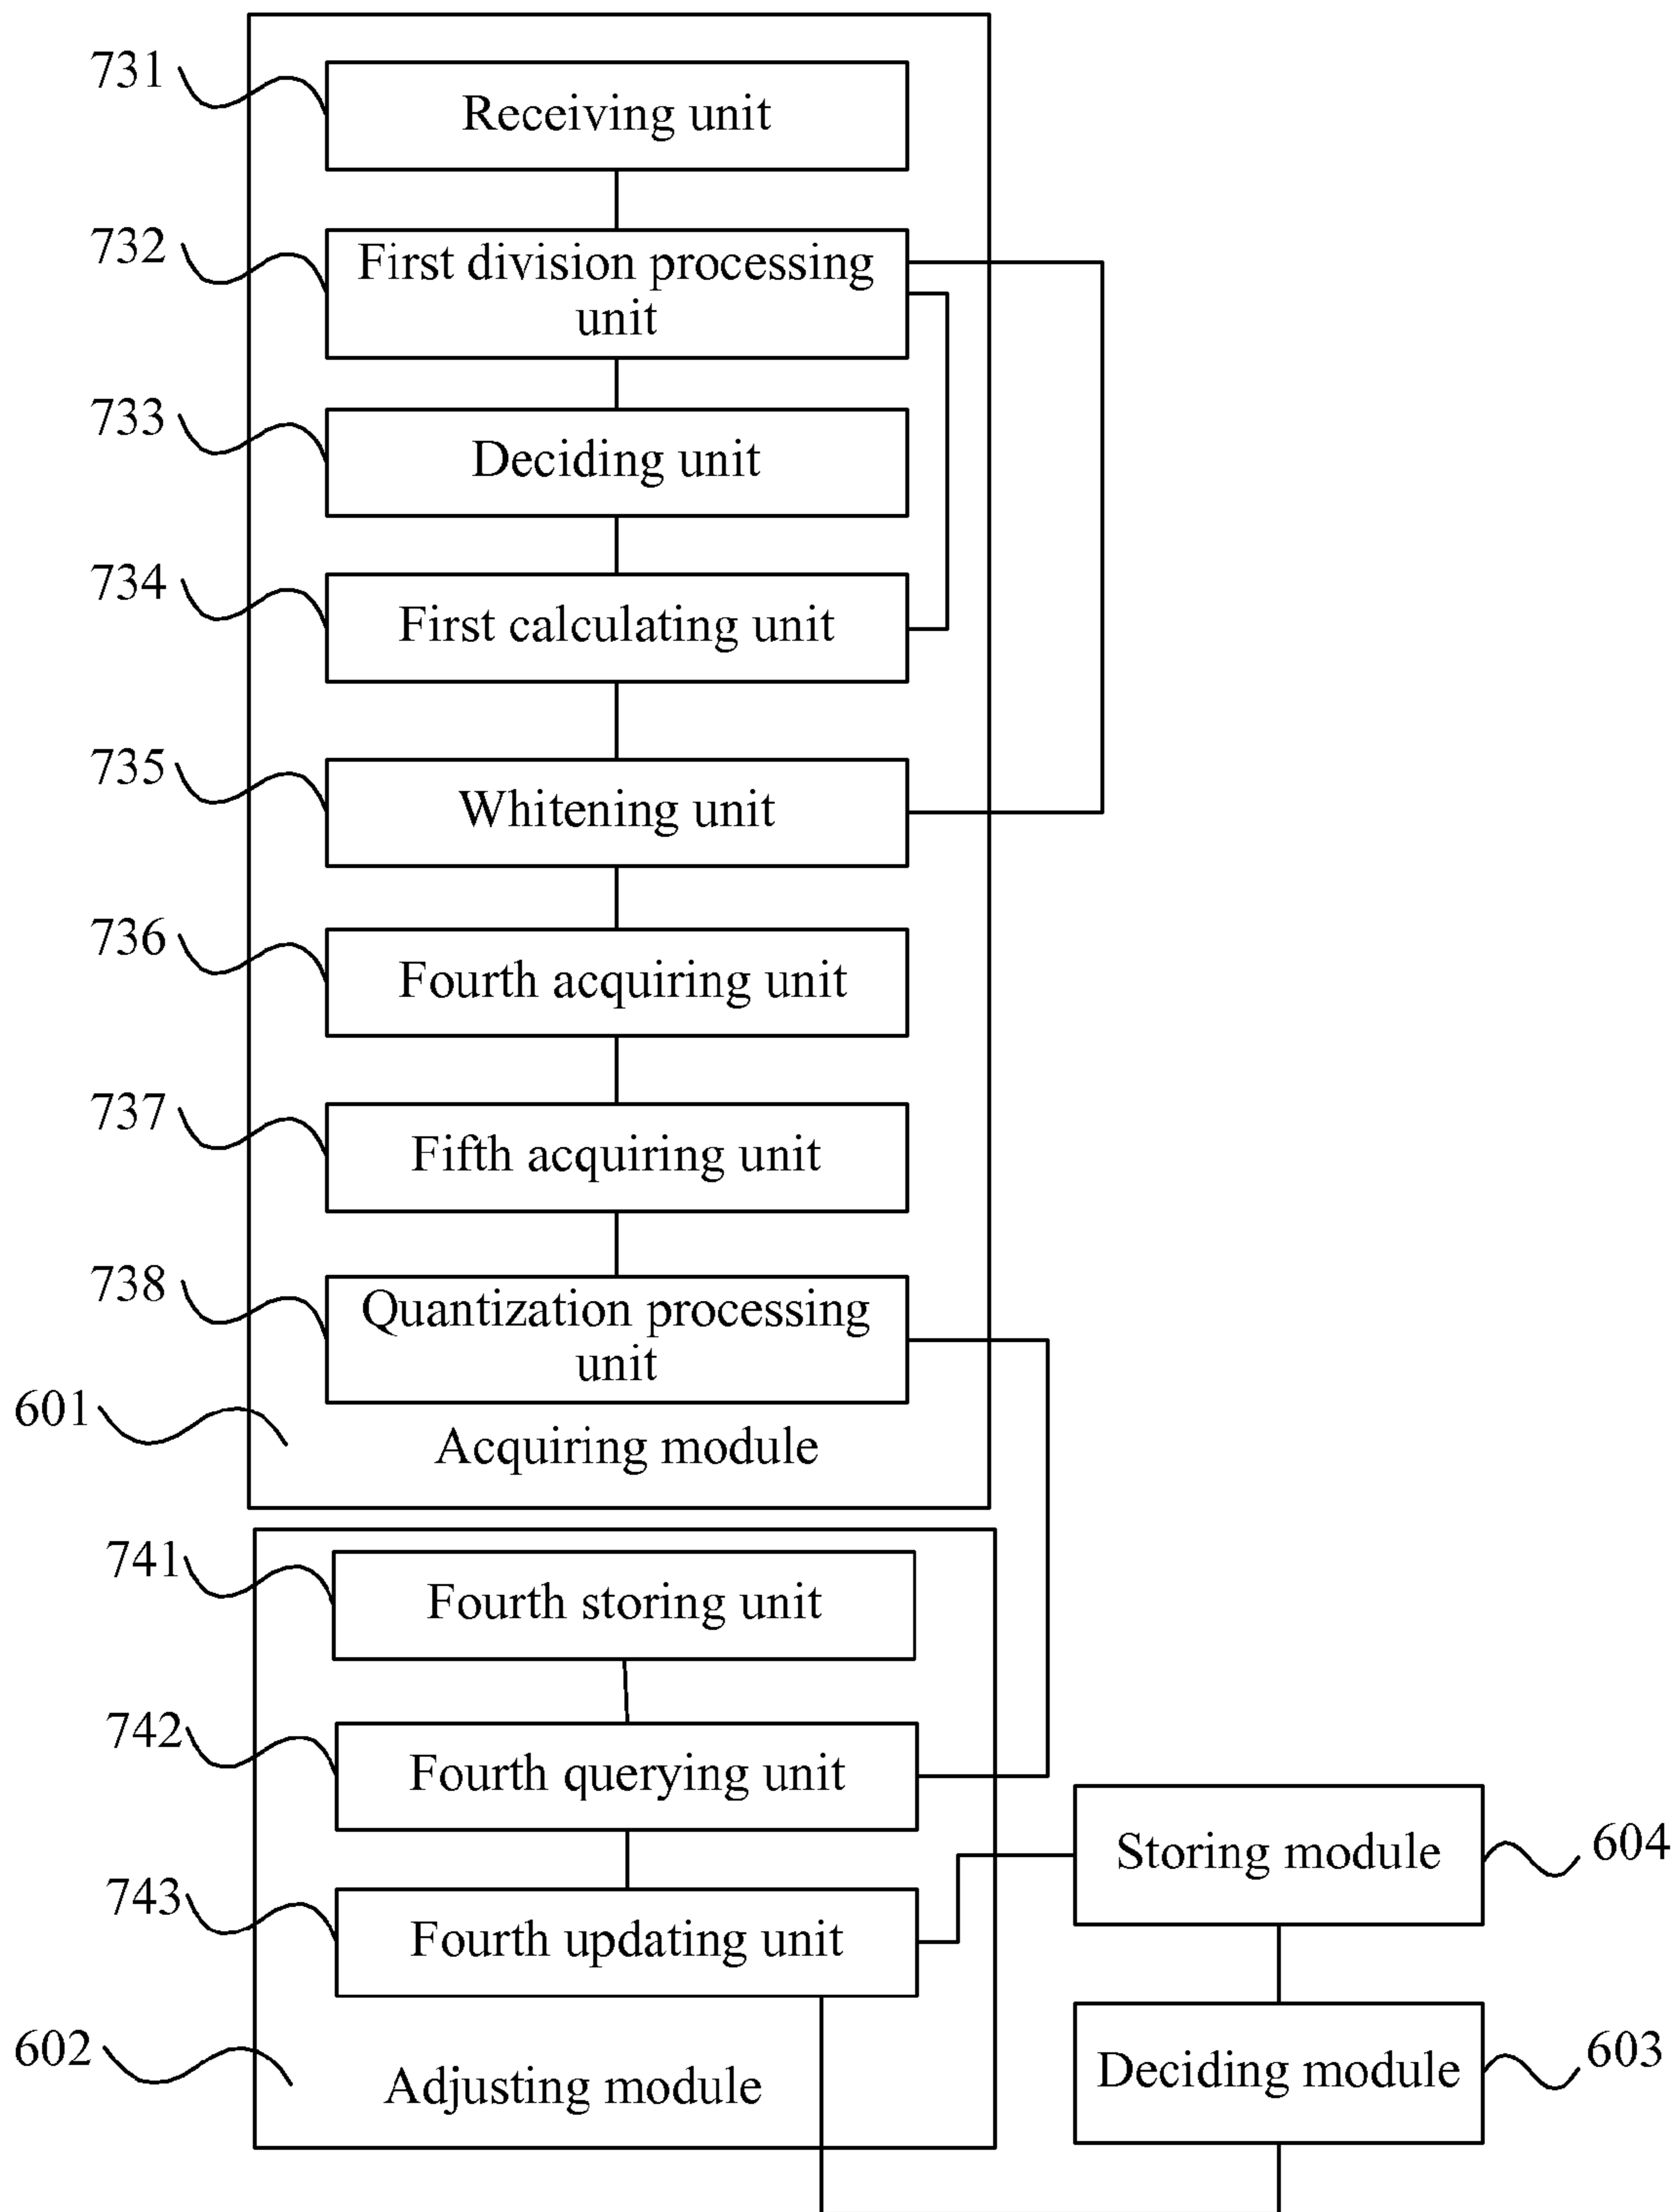 731
Receiving unit
732
First division processing
unit
733
Deciding unit
734
First calculating unit
735
Whitening unit
736
Fourth acquiring unit
737
Fifth acquiring unit
738
Quantization processing
unit
601
Acquiring module
741
Fourth storing unit
742
Fourth querying unit
743
Fourth updating unit
Storing module
604
602
Adjusting module
Deciding module
603